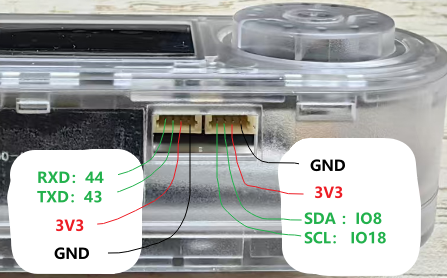 RXD: 44
TXD: 43
3V3
GND
GND
3V3
SDA : IO8
SCL: IO18